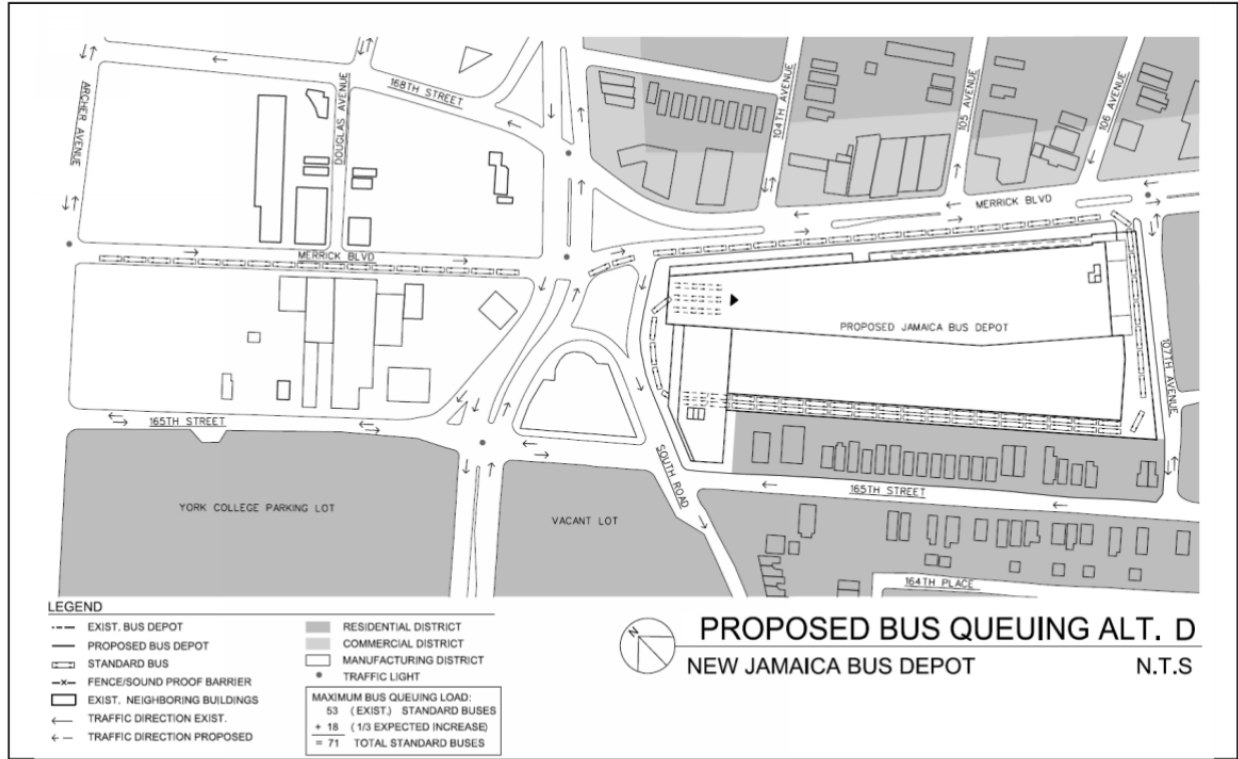 168TH STREET
ARCHER AVENUE
DOUGLAS AVENUE
104TH AVENUE
105 AVENUE
106 AVENUE
MERRICK BLVD
MERRICK BLVD
PROPOSED JAMAICA BUS DEPOT
107TH AVENUE
165TH STREET
SOUTH ROAD
165TH STREET
YORK COLLEGE PARKING LOT
VACANT LOT
164TH PLACE
LEGEND
EXIST. BUS DEPOT
PROPOSED BUS DEPOT
STANDARD BUS
FENCE/SOUND PROOF BARRIER
EXIST. NEIGHBORING BUILDINGS
TRAFFIC DIRECTION EXIST.
TRAFFIC DIRECTION PROPOSED
RESIDENTIAL DISTRICT
COMMERCIAL DISTRICT
MANUFACTURING DISTRICT
TRAFFIC LIGHT
MAXIMUM BUS QUEUING LOAD:
53 (EXIST.) STANDARD BUSES
+ 18 (1/3 EXPECTED INCREASE)
= 71 TOTAL STANDARD BUSES
N
PROPOSED BUS QUEUING ALT. D
NEW JAMAICA BUS DEPOT N.T.S